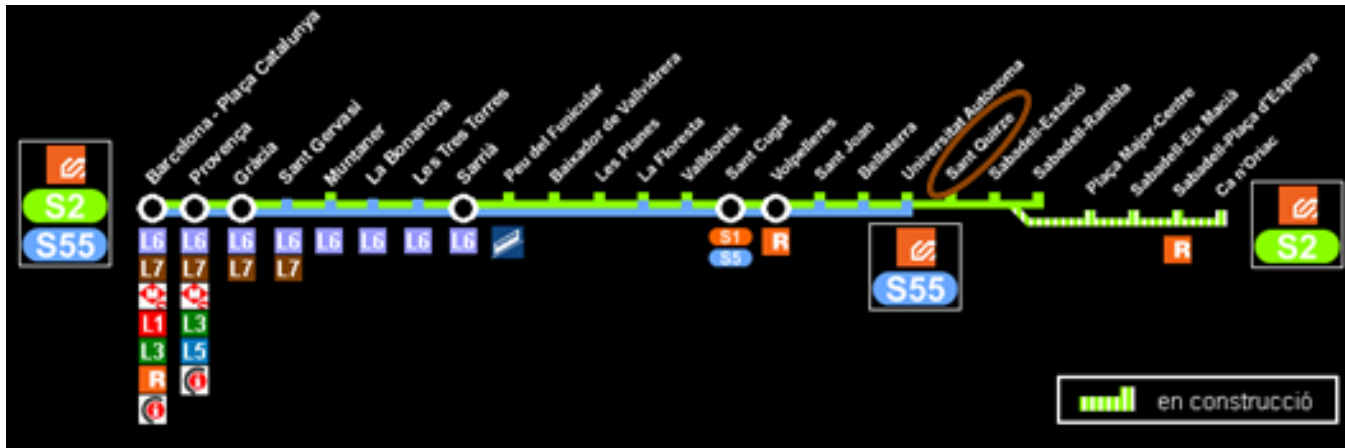 Barcelona - Plaça Catalunya
Provença
Gràcia
Sant Gervasi
Muntaner
La Bonanova
Les Tres Torres
Sarrià
Peu del Funicular
Baixador de Vallvidrera
Les Planes
La Floresta
Valldoreix
Sant Cugat
Volpelleres
Sant Joan
Bellaterra
Universitat Autònoma
Sant Quirze
Sabadell-Estació
Sabadell-Rambla
Plaça Major-Centre
Sabadell-Eix Macià
Sabadell-Plaça d'Espanya
Ca n'Oriac
S2
S55
L6 L6 L6 L6 L6 L6 L6 L6
L7 L7 L7 L7
L1 L3
L3 L5
R
S1
S5
R
S55
R
S2
en construcció